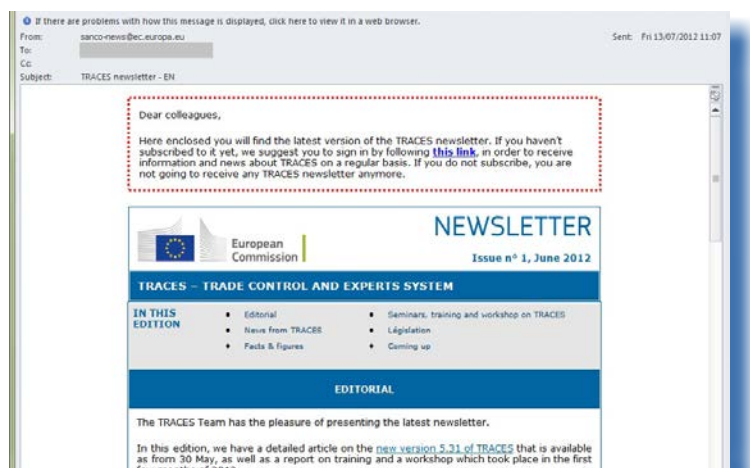 If there are problems with how this message is displayed, click here to view it in a web browser.
From: sanco-news@ec.europa.eu Sent: Fri 13/07/2012 11:07
To:
Cc:
Subject: TRACES newsletter - EN
Dear colleagues,
Here enclosed you will find the latest version of the TRACES newsletter. If you haven't
subscribed to it yet, we suggest you to sign in by following this link, in order to receive
information and news about TRACES on a regular basis. If you do not subscribe, you are
not going to receive any TRACES newsletter anymore.
European
Commission
NEWSLETTER
Issue n° 1, June 2012
TRACES – TRADE CONTROL AND EXPERTS SYSTEM
IN THIS
EDITION
• Editorial
• News from TRACES
• Facts & figures
• Seminars, training and workshop on TRACES
• Législation
• Coming up
EDITORIAL
The TRACES Team has the pleasure of presenting the latest newsletter.
In this edition, we have a detailed article on the new version 5.31 of TRACES that is available
as from 30 May, as well as a report on training and a workshop which took place in the first